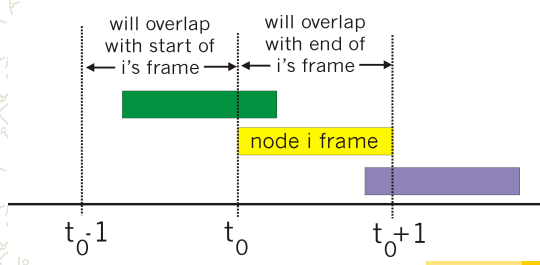 will overlap
with start of
i's frame
will overlap
with end of
i's frame
node i frame
t0-1
t0
t0+1